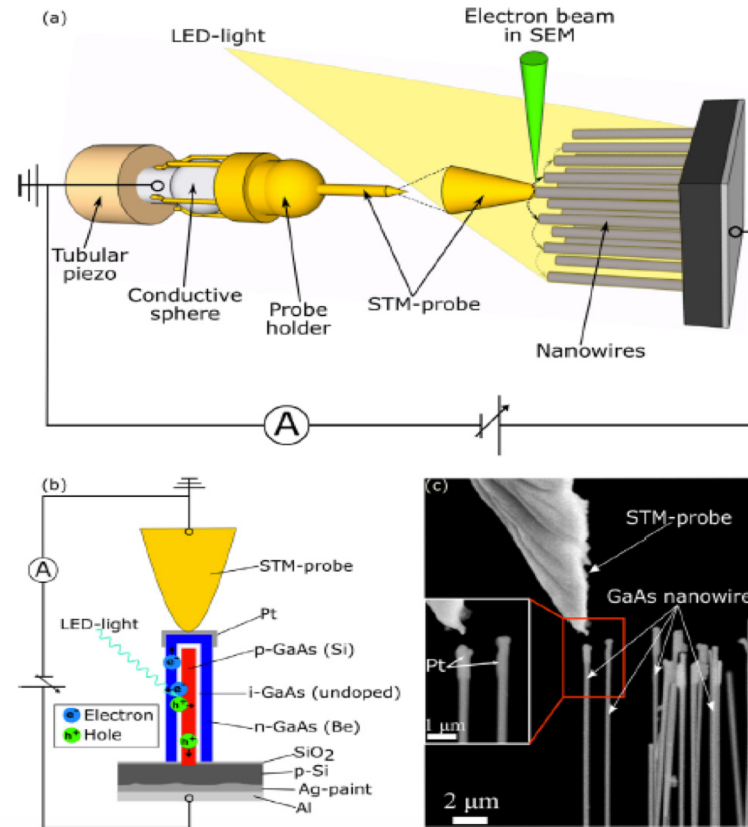 (a)
LED-light
Electron beam
in SEM
Tubular
piezo
Conductive
sphere
Probe
holder
STM-probe
Nanowires
A
(b)
A
STM-probe
LED-light
Pt
p-GaAs (Si)
i-GaAs (undoped)
n-GaAs (Be)
e-
e-
h+
h+
e- Electron
h+ Hole
SiO2
p-Si
Ag-paint
Al
(c)
STM-probe
GaAs nanowire
Pt
1 μm
2 μm